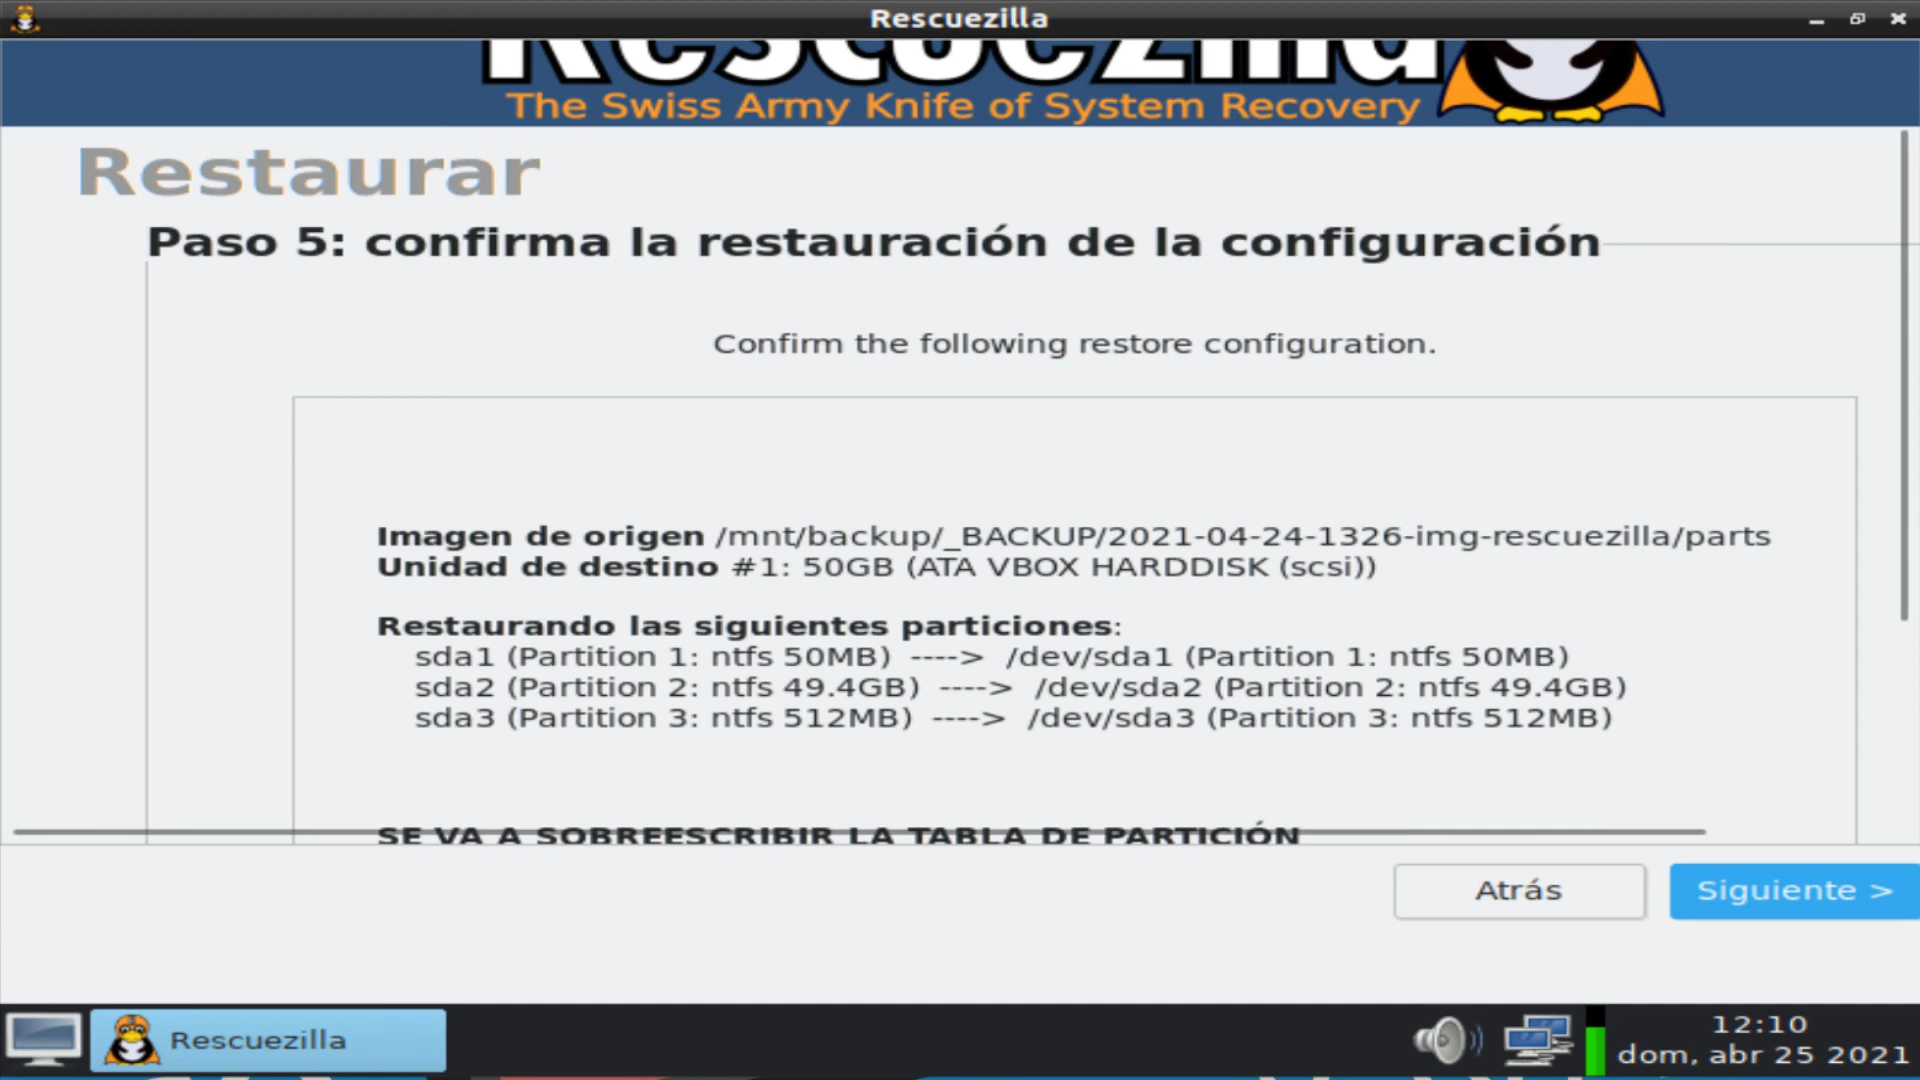 Rescuezilla
Rescuezilla
The Swiss Army Knife of System Recovery
Restaurar
Paso 5: confirma la restauración de la configuración
Confirm the following restore configuration.
Imagen de origen /mnt/backup/_BACKUP/2021-04-24-1326-img-rescuezilla/parts
Unidad de destino #1: 50GB (ATA VBOX HARDDISK (scsi))
Restaurando las siguientes particiones:
sda1 (Partition 1: ntfs 50MB) ----> /dev/sda1 (Partition 1: ntfs 50MB)
sda2 (Partition 2: ntfs 49.4GB) ----> /dev/sda2 (Partition 2: ntfs 49.4GB)
sda3 (Partition 3: ntfs 512MB) ----> /dev/sda3 (Partition 3: ntfs 512MB)
SE VA A SOBREESCRIBIR LA TABLA DE PARTICIÓN
Atrás
Siguiente >
Rescuezilla
12:10
dom, abr 25 2021